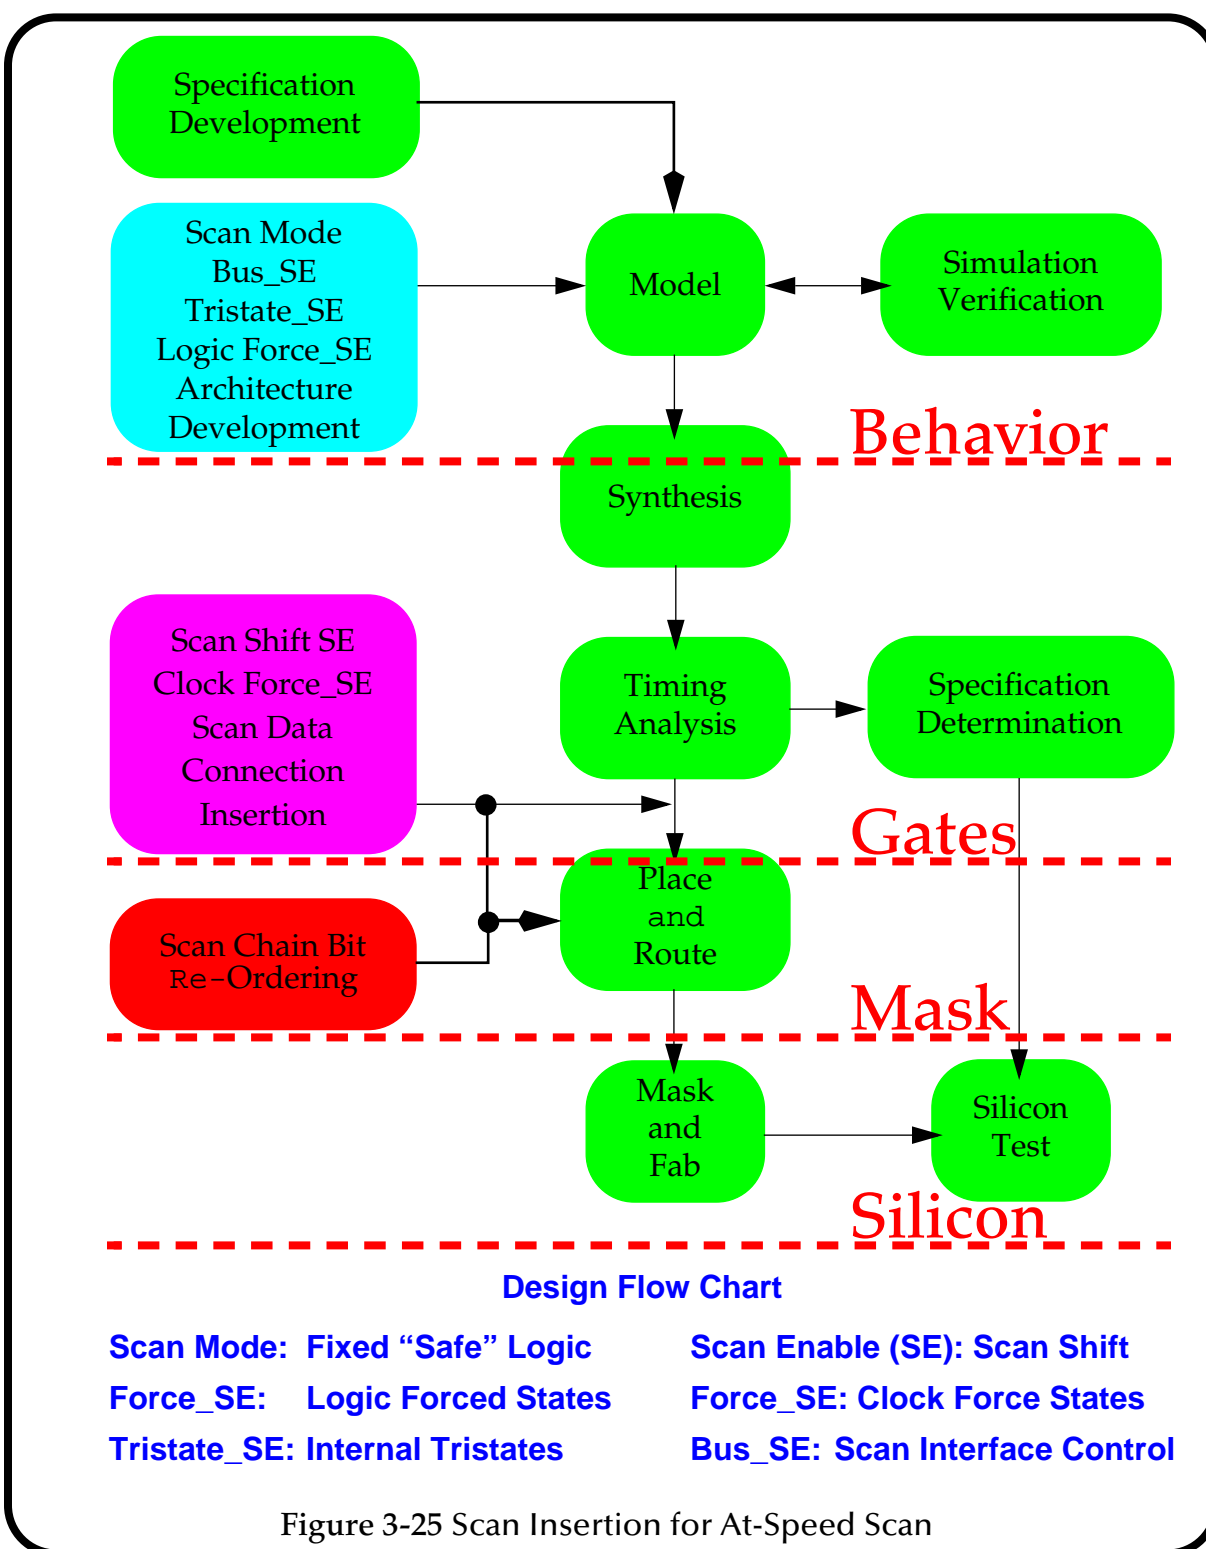 Specification
Development
Scan Mode
Bus_SE
Tristate_SE
Logic Force_SE
Architecture
Development
Model
Simulation
Verification
Behavior
Synthesis
Scan Shift SE
Clock Force_SE
Scan Data
Connection
Insertion
Timing
Analysis
Specification
Determination
Gates
Place
and
Route
Scan Chain Bit
Re-Ordering
Mask
Mask
and
Fab
Silicon
Test
Silicon
Design Flow Chart
Scan Mode: Fixed “Safe” Logic
Scan Enable (SE): Scan Shift
Force_SE: Logic Forced States
Force_SE: Clock Force States
Tristate_SE: Internal Tristates
Bus_SE: Scan Interface Control
Figure 3-25 Scan Insertion for At-Speed Scan